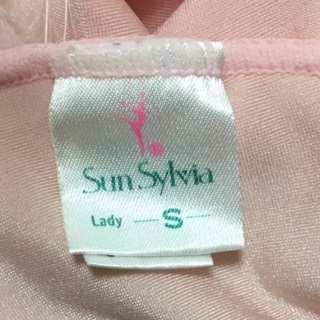 Sun Sylvia
Lady — S —